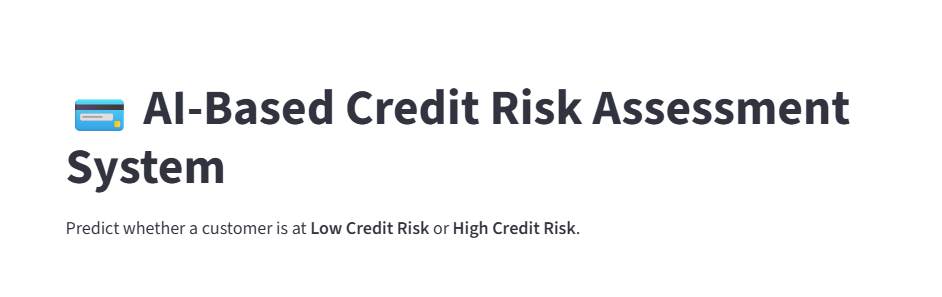 AI-Based Credit Risk Assessment
System
Predict whether a customer is at Low Credit Risk or High Credit Risk.